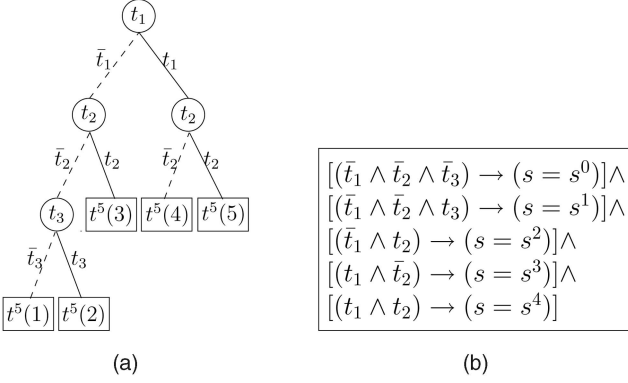 t₁
t̄₁ t₁
t₂ t₂
t̄₂ t₂ t̄₂ t₂
t₃ t⁵(3) t⁵(4) t⁵(5)
t̄₃ t₃
t⁵(1) t⁵(2)
(a)
[(t̄₁ ∧ t̄₂ ∧ t̄₃) → (s = s⁰)]∧
[(t̄₁ ∧ t̄₂ ∧ t₃) → (s = s¹)]∧
[(t̄₁ ∧ t₂) → (s = s²)]∧
[(t₁ ∧ t̄₂) → (s = s³)]∧
[(t₁ ∧ t₂) → (s = s⁴)]
(b)